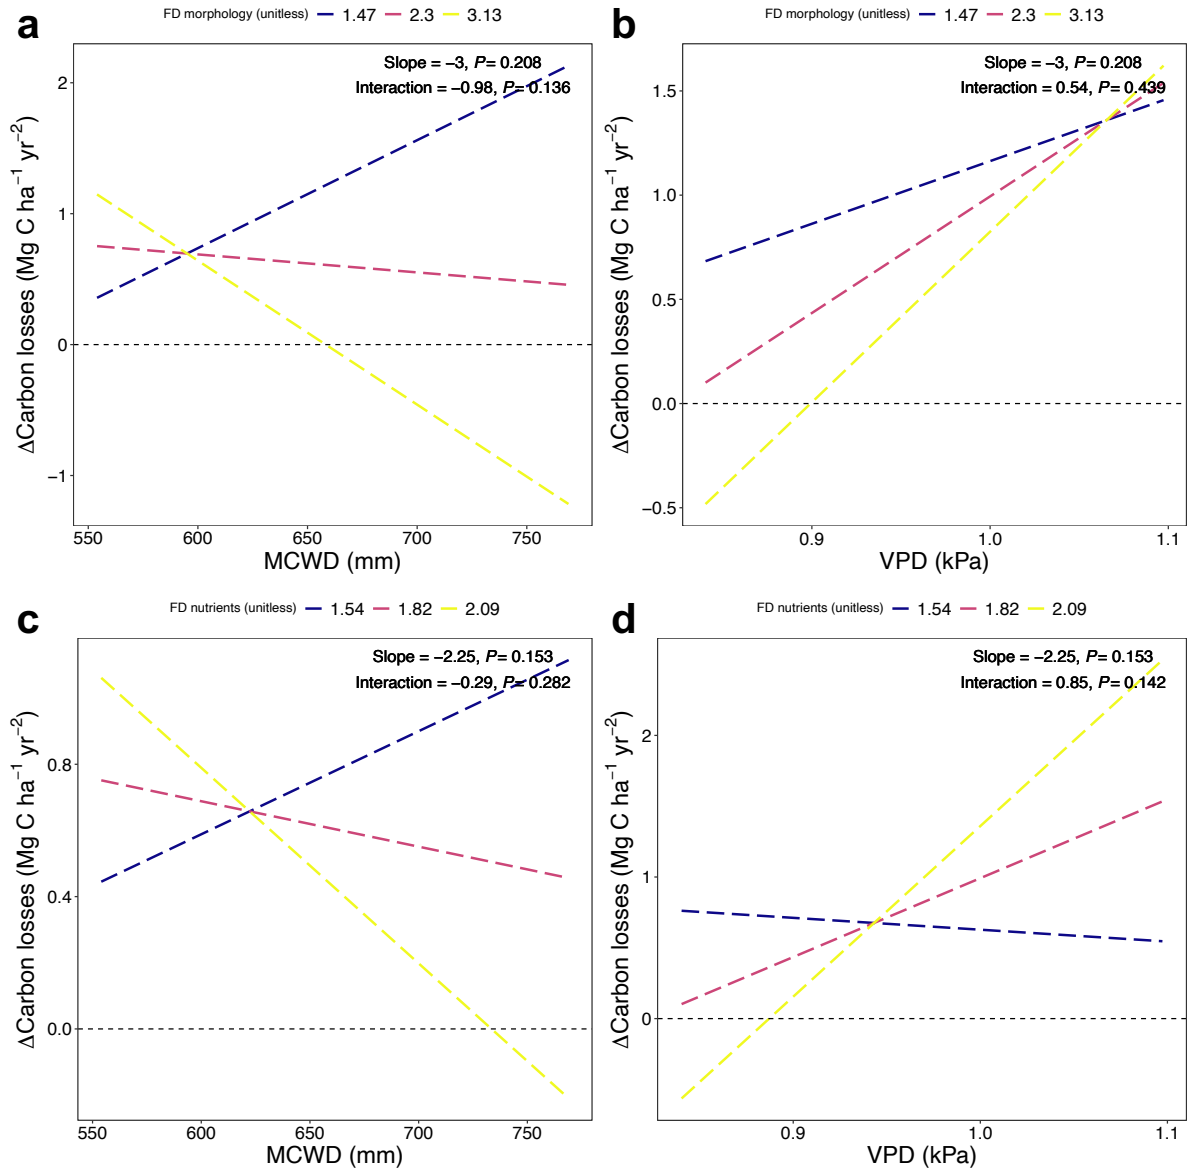 a
FD morphology (unitless) 1.47 2.3 3.13
Slope = −3, P= 0.208
Interaction = −0.98, P= 0.136
ΔCarbon losses (Mg C ha⁻¹ yr⁻²)
2
1
0
−1
550 600 650 700 750
MCWD (mm)
b
FD morphology (unitless) 1.47 2.3 3.13
Slope = −3, P= 0.208
Interaction = 0.54, P= 0.439
ΔCarbon losses (Mg C ha⁻¹ yr⁻²)
1.5
1.0
0.5
0.0
−0.5
0.9 1.0 1.1
VPD (kPa)
c
FD nutrients (unitless) 1.54 1.82 2.09
Slope = −2.25, P= 0.153
Interaction = −0.29, P= 0.282
ΔCarbon losses (Mg C ha⁻¹ yr⁻²)
0.8
0.4
0.0
550 600 650 700 750
MCWD (mm)
d
FD nutrients (unitless) 1.54 1.82 2.09
Slope = −2.25, P= 0.153
Interaction = 0.85, P= 0.142
ΔCarbon losses (Mg C ha⁻¹ yr⁻²)
2
1
0
0.9 1.0 1.1
VPD (kPa)